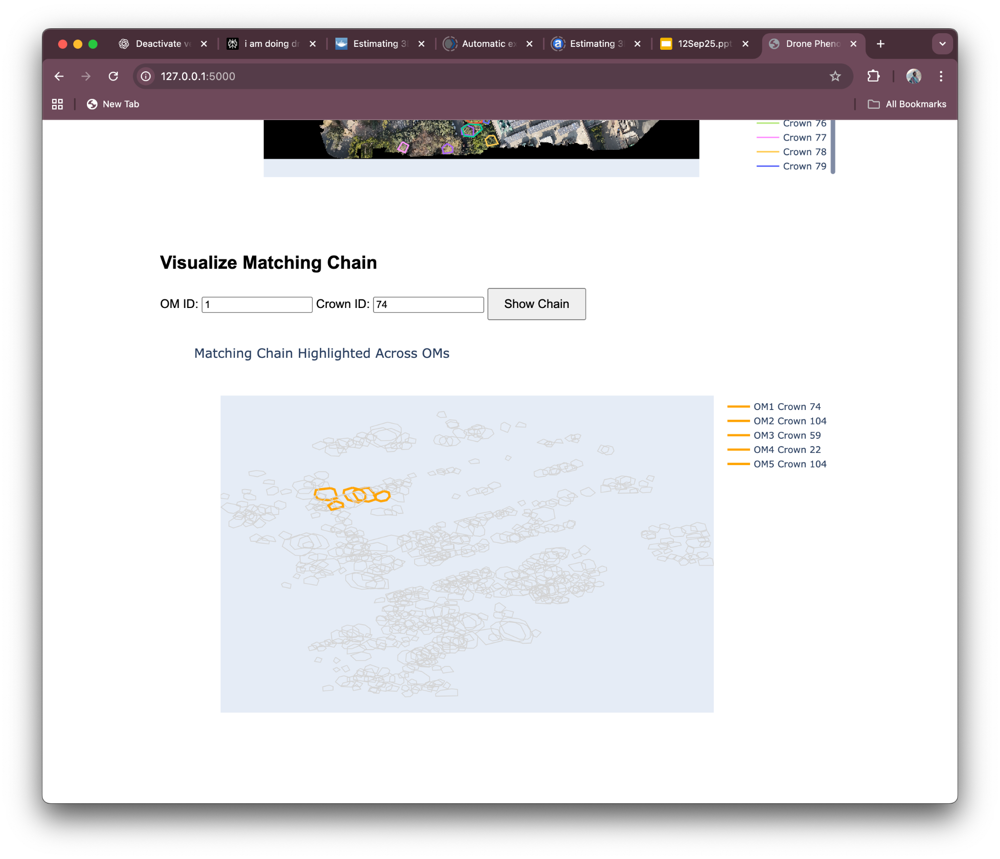 Deactivate ve
i am doing dr
Estimating 3
Automatic ex
Estimating 3
12Sep25.ppt
Drone Pheno
127.0.0.1:5000
New Tab
All Bookmarks
Crown 76
Crown 77
Crown 78
Crown 79
Visualize Matching Chain
OM ID: 1 Crown ID: 74 Show Chain
Matching Chain Highlighted Across OMs
OM1 Crown 74
OM2 Crown 104
OM3 Crown 59
OM4 Crown 22
OM5 Crown 104